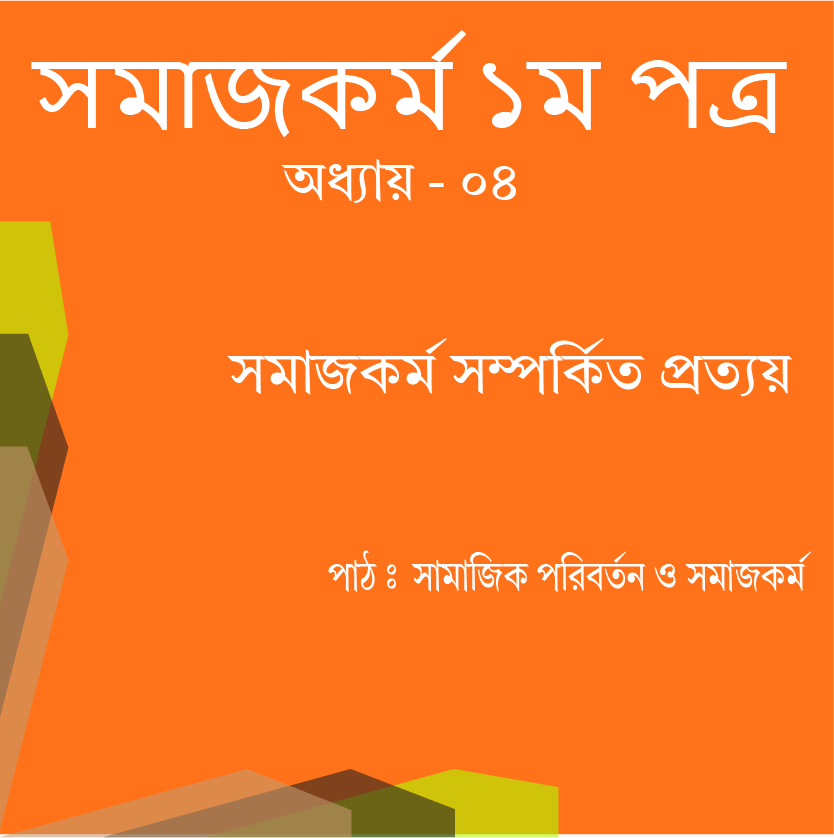 সমাজকর্ম ১ম পত্র
অধ্যায় - ০৪
সমাজকর্ম সম্পর্কিত প্রত্যয়
পাঠ ঃ সামাজিক পরিবর্তন ও সমাজকর্ম